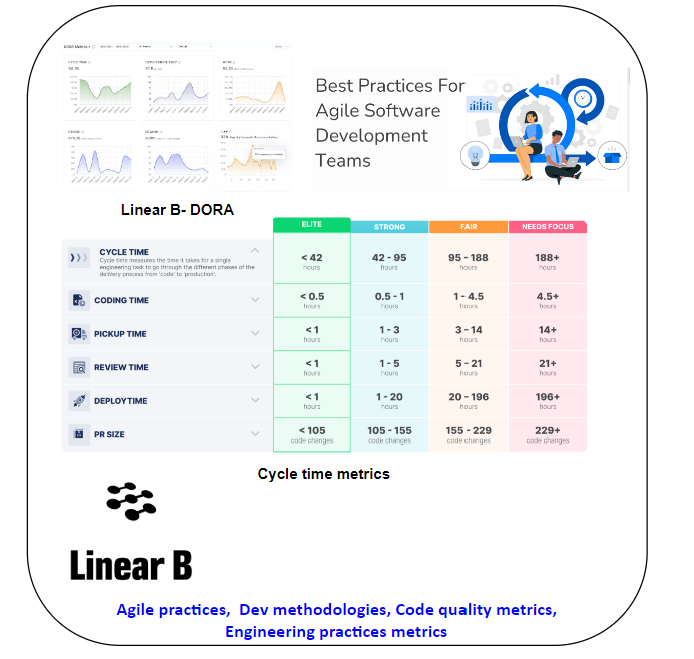 DORA Metrics
Best Practices For
Agile Software
Development
Teams
Linear B- DORA
ELITE STRONG FAIR NEEDS FOCUS
CYCLE TIME
Cycle time measures the time it takes for a single
engineering task to go through the different phases of the
delivery process from 'code' to 'production'.
< 42 42 - 95 95 – 188 188+
hours hours hours hours
CODING TIME < 0.5 0.5 - 1 1 – 4.5 4.5+
hours hours hours hours
PICKUP TIME < 1 1 - 3 3 – 14 14+
hours hours hours hours
REVIEW TIME < 1 1 - 5 5 – 21 21+
hours hours hours hours
DEPLOY TIME < 1 1 - 20 20 – 196 196+
hours hours hours hours
PR SIZE < 105 105 - 155 155 - 229 229+
code changes code changes code changes code changes
Cycle time metrics
Linear B
Agile practices, Dev methodologies, Code quality metrics,
Engineering practices metrics